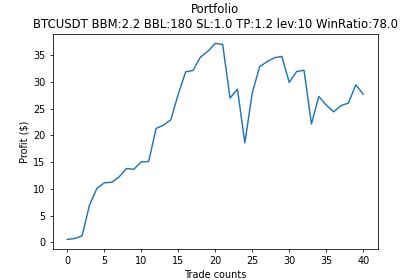 Portfolio
BTCUSDT BBM:2.2 BBL:180 SL:1.0 TP:1.2 lev:10 WinRatio:78.0
35
30
25
20
15
10
5
0
Profit ($)
0 5 10 15 20 25 30 35 40
Trade counts